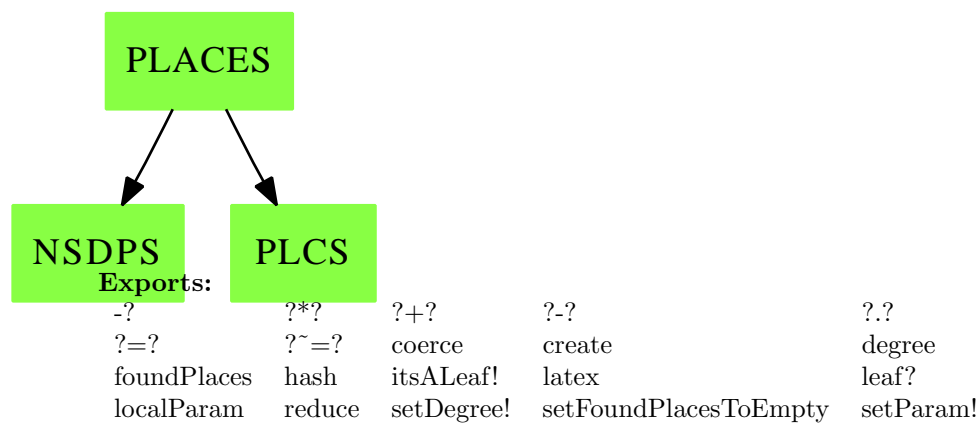 PLACES
NSDPS PLCS
Exports:
-? ?*? ?+? ?-? ?.?
?=? ?~=? coerce create degree
foundPlaces hash itsALeaf! latex leaf?
localParam reduce setDegree! setFoundPlacesToEmpty setParam!